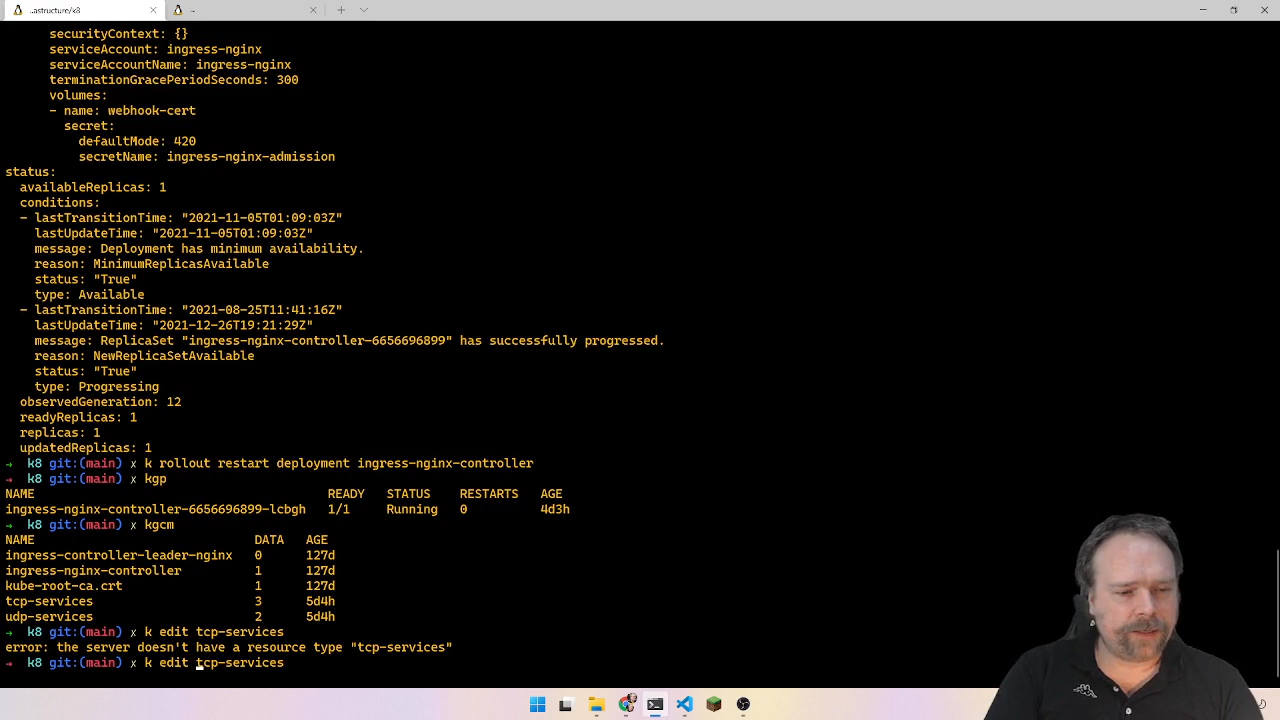 ..astructure/k8
~
securityContext: {}
serviceAccount: ingress-nginx
serviceAccountName: ingress-nginx
terminationGracePeriodSeconds: 300
volumes:
- name: webhook-cert
secret:
defaultMode: 420
secretName: ingress-nginx-admission
status:
availableReplicas: 1
conditions:
- lastTransitionTime: "2021-11-05T01:09:03Z"
lastUpdateTime: "2021-11-05T01:09:03Z"
message: Deployment has minimum availability.
reason: MinimumReplicasAvailable
status: "True"
type: Available
- lastTransitionTime: "2021-08-25T11:41:16Z"
lastUpdateTime: "2021-12-26T19:21:29Z"
message: ReplicaSet "ingress-nginx-controller-6656696899" has successfully progressed.
reason: NewReplicaSetAvailable
status: "True"
type: Progressing
observedGeneration: 12
readyReplicas: 1
replicas: 1
updatedReplicas: 1
→ k8 git:(main) ✗ k rollout restart deployment ingress-nginx-controller
→ k8 git:(main) ✗ kgp
NAME READY STATUS RESTARTS AGE
ingress-nginx-controller-6656696899-lcbgh 1/1 Running 0 4d3h
→ k8 git:(main) ✗ kgcm
NAME DATA AGE
ingress-controller-leader-nginx 0 127d
ingress-nginx-controller 1 127d
kube-root-ca.crt 1 127d
tcp-services 3 5d4h
udp-services 2 5d4h
→ k8 git:(main) ✗ k edit tcp-services
error: the server doesn't have a resource type "tcp-services"
→ k8 git:(main) ✗ k edit tcp-services